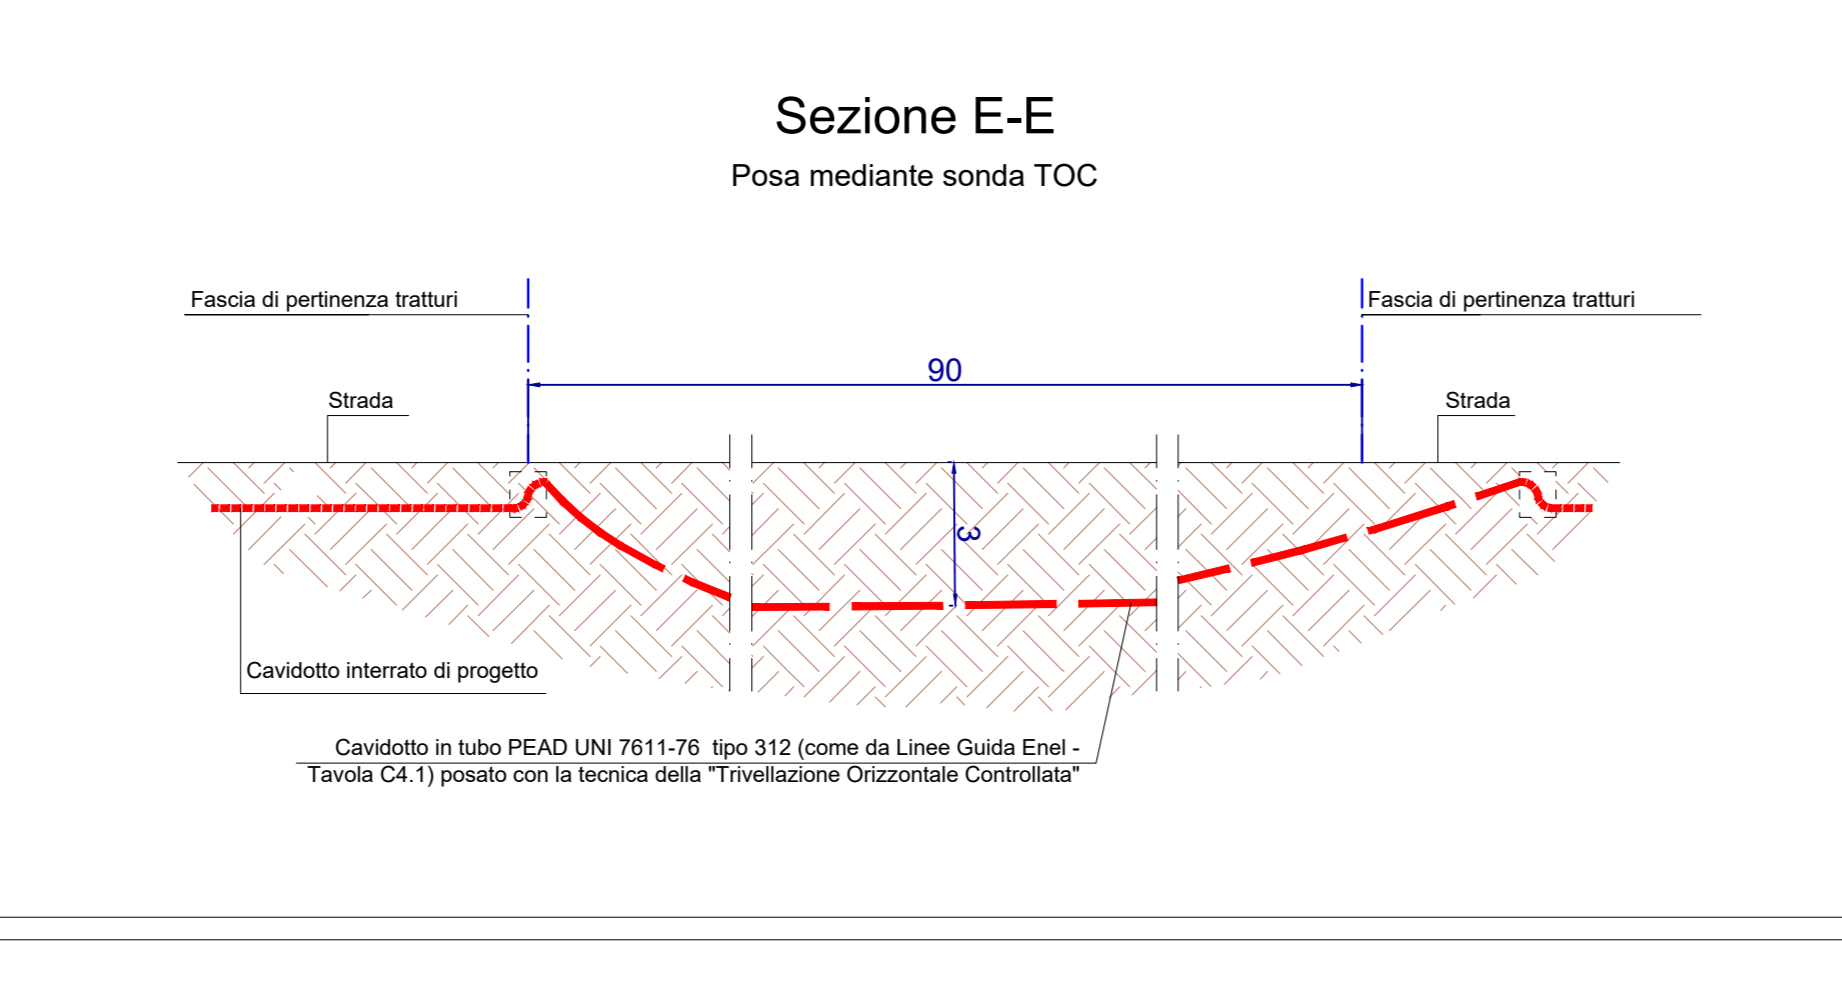 Sezione E-E
Posa mediante sonda TOC
Fascia di pertinenza tratturi
Fascia di pertinenza tratturi
90
Strada
Strada
3
Cavidotto interrato di progetto
Cavidotto in tubo PEAD UNI 7611-76 tipo 312 (come da Linee Guida Enel -
Tavola C4.1) posato con la tecnica della "Trivellazione Orizzontale Controllata"